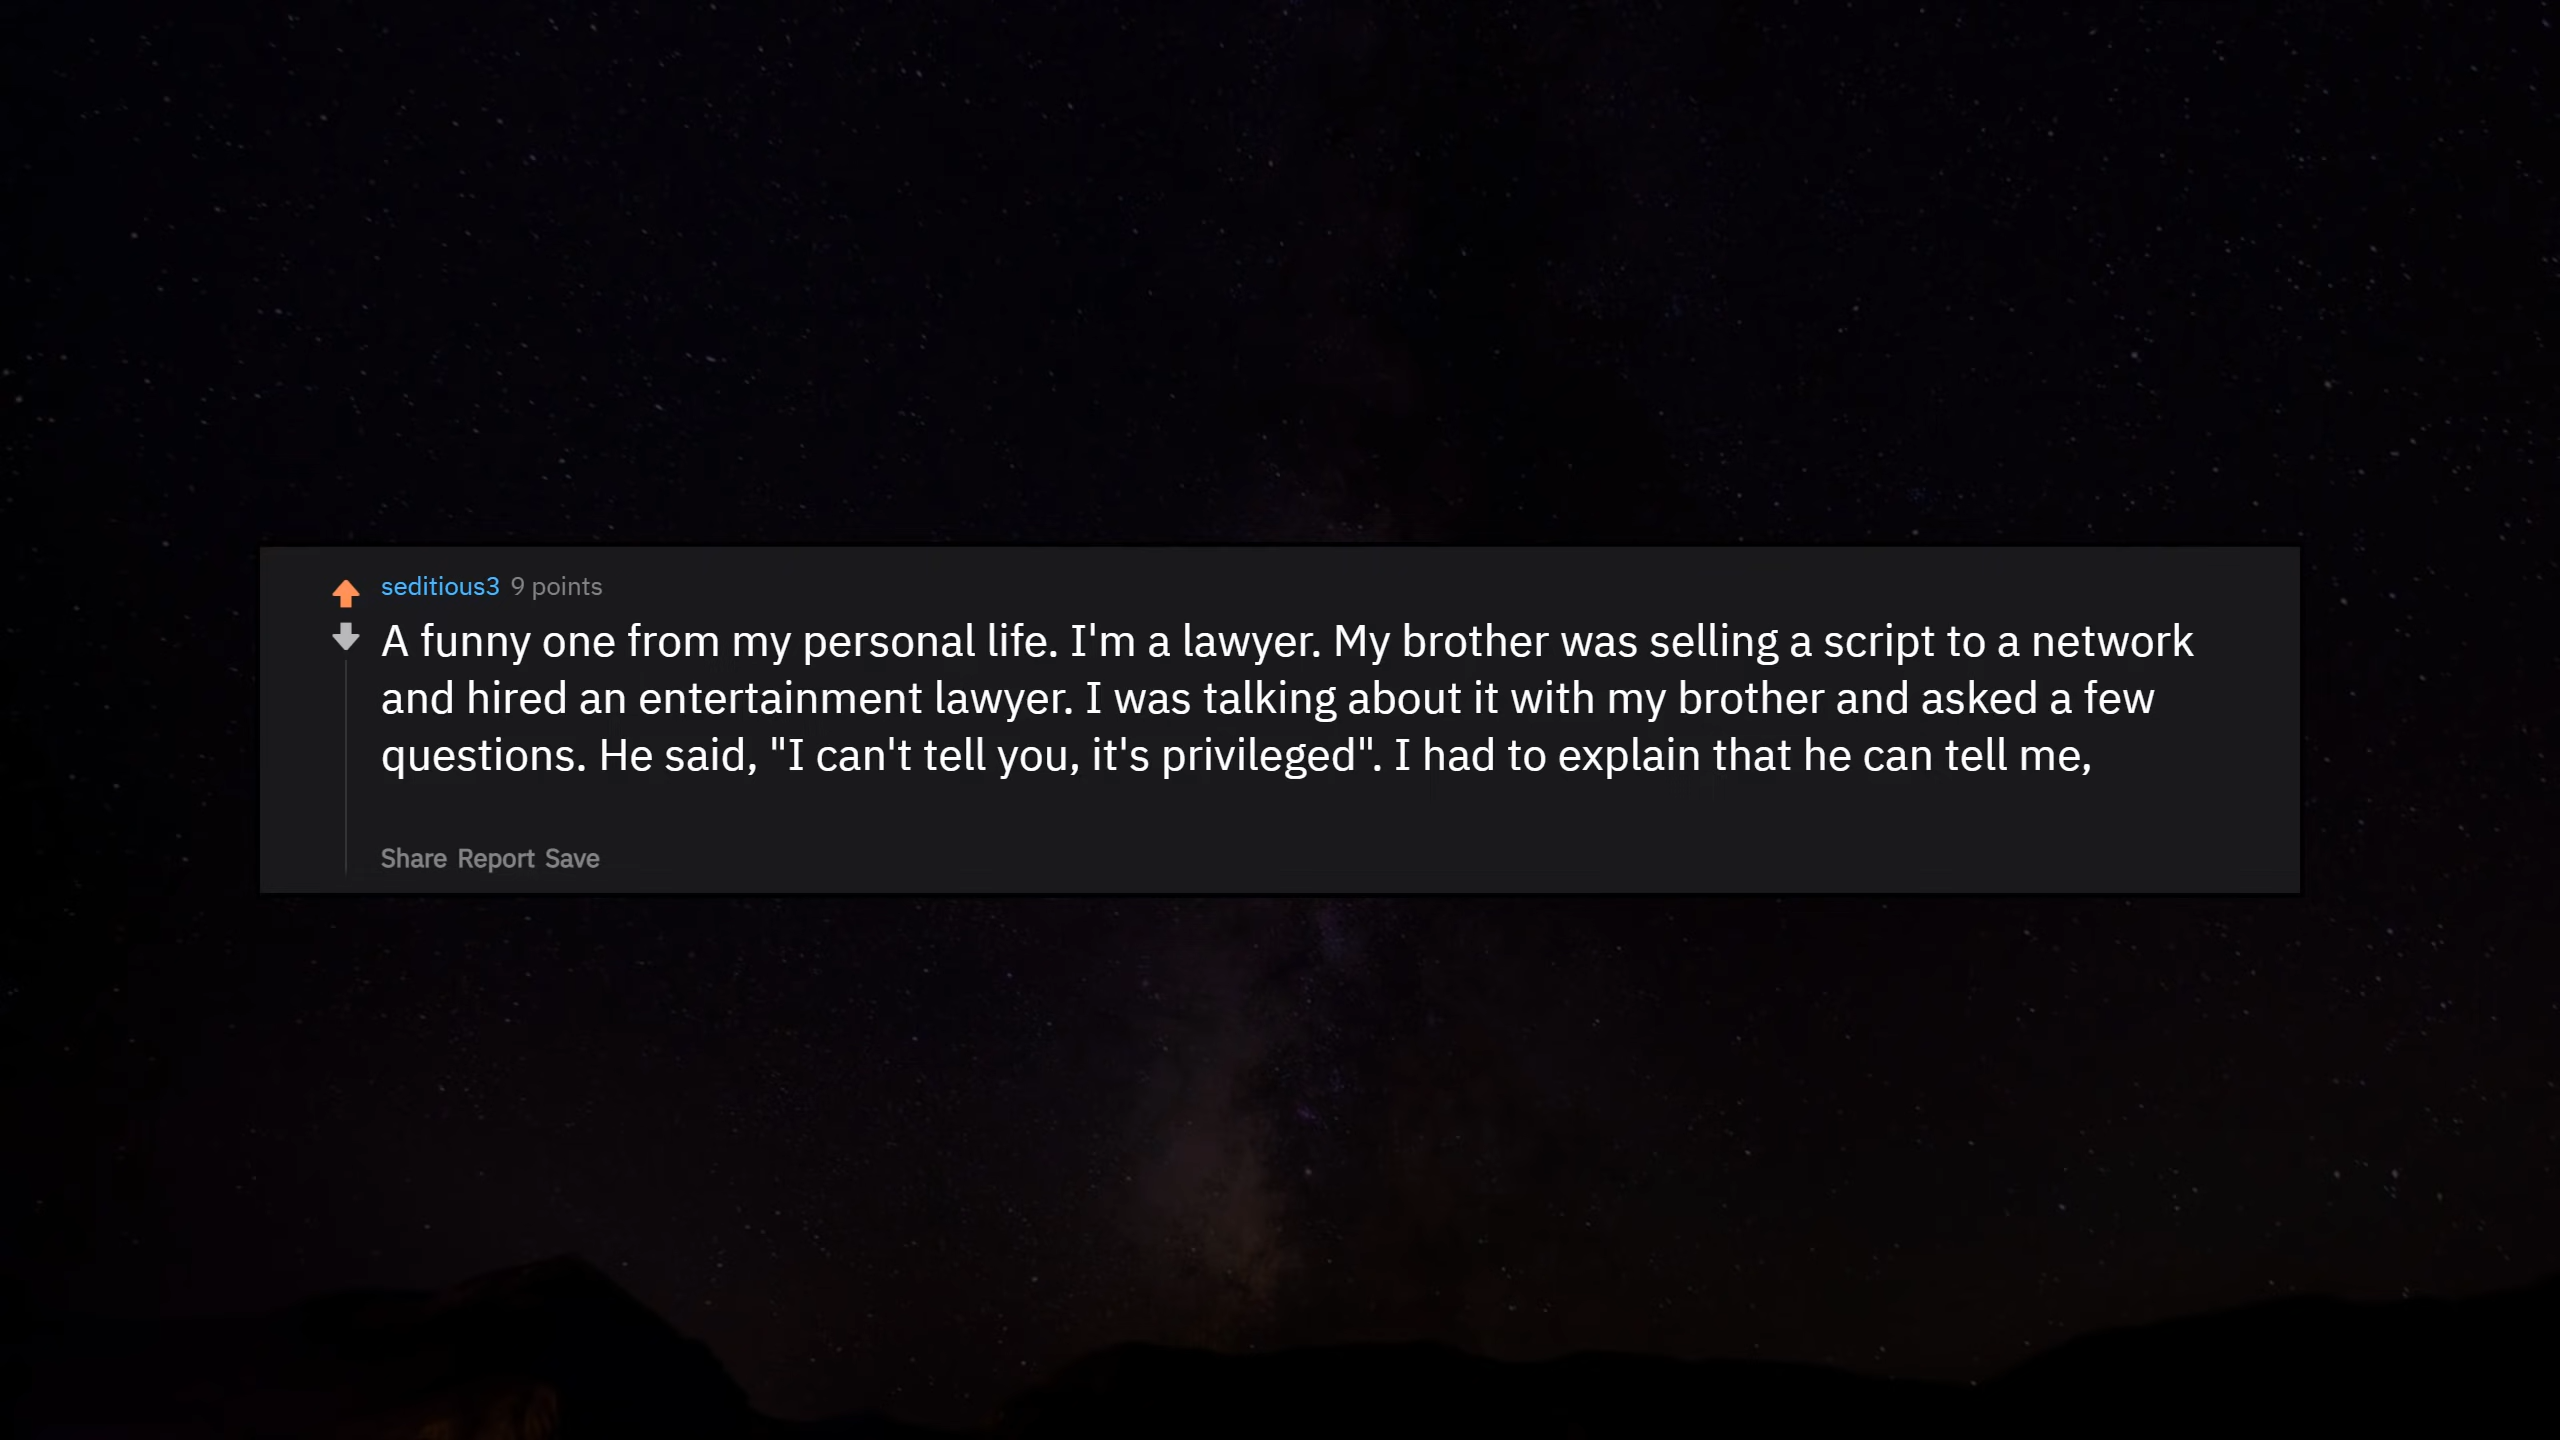 seditious3 9 points
A funny one from my personal life. I'm a lawyer. My brother was selling a script to a network
and hired an entertainment lawyer. I was talking about it with my brother and asked a few
questions. He said, "I can't tell you, it's privileged". I had to explain that he can tell me,
Share Report Save